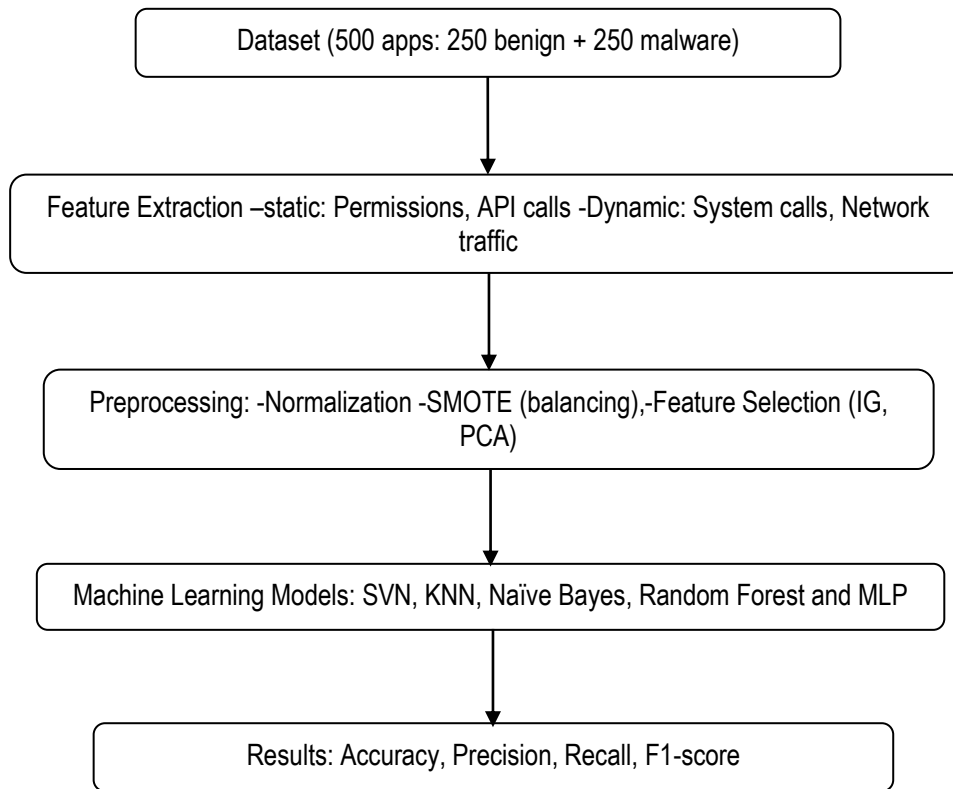 Dataset (500 apps: 250 benign + 250 malware)
Feature Extraction –static: Permissions, API calls -Dynamic: System calls, Network
traffic
Preprocessing: -Normalization -SMOTE (balancing),-Feature Selection (IG,
PCA)
Machine Learning Models: SVN, KNN, Naïve Bayes, Random Forest and MLP
Results: Accuracy, Precision, Recall, F1-score